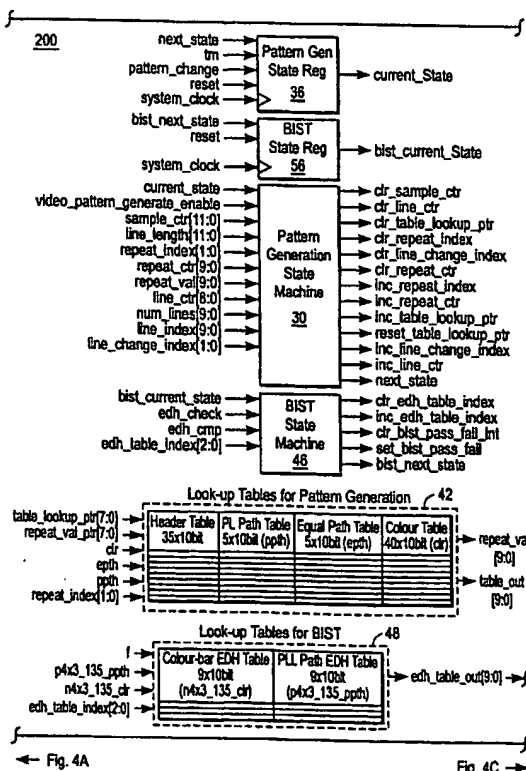 200
next_state
tm
pattern_change
reset
system_clock
Pattern Gen
State Reg
36
current_State
bist_next_state
reset
system_clock
BIST
State Reg
56
bist_current_State
current_state
video_pattern_generate_enable
sample_ctr[11:0]
line_length[11:0]
repeat_index[1:0]
repeat_ctr[9:0]
repeat_val[9:0]
line_ctr[8:0]
num_lines[9:0]
line_index[9:0]
line_change_index[1:0]
Pattern
Generation
State
Machine
30
clr_sample_ctr
clr_line_ctr
clr_table_lookup_ptr
clr_repeat_index
clr_line_change_index
clr_repeat_ctr
inc_repeat_index
inc_repeat_ctr
inc_table_lookup_ptr
reset_table_lookup_ptr
inc_line_change_index
inc_line_ctr
next_state
bist_current_state
edh_check
edh_cmp
edh_table_index[2:0]
BIST
State
Machine
46
clr_edh_table_index
inc_edh_table_index
clr_bist_pass_fail_int
set_bist_pass_fail
bist_next_state
Look-up Tables for Pattern Generation
42
table_lookup_ptr[7:0]
repeat_val_ptr[7:0]
clr
epth
ppth
repeat_index[1:0]
Header Table
35x10bit
PL Path Table
5x10bit (ppth)
Equal Path Table
5x10bit (epth)
Colour Table
40x10bit (clr)
repeat_va
[9:0]
table_out
[9:0]
Look-up Tables for BIST
48
f
p4x3_135_ppth
n4x3_135_clr
edh_table_index[2:0]
Colour-bar EDH Table
9x10bit
(n4x3_135_clr)
PLL Path EDH Table
9x10bit
(p4x3_135_ppth)
edh_table_out[9:0]
Fig. 4A
Fig. 4C